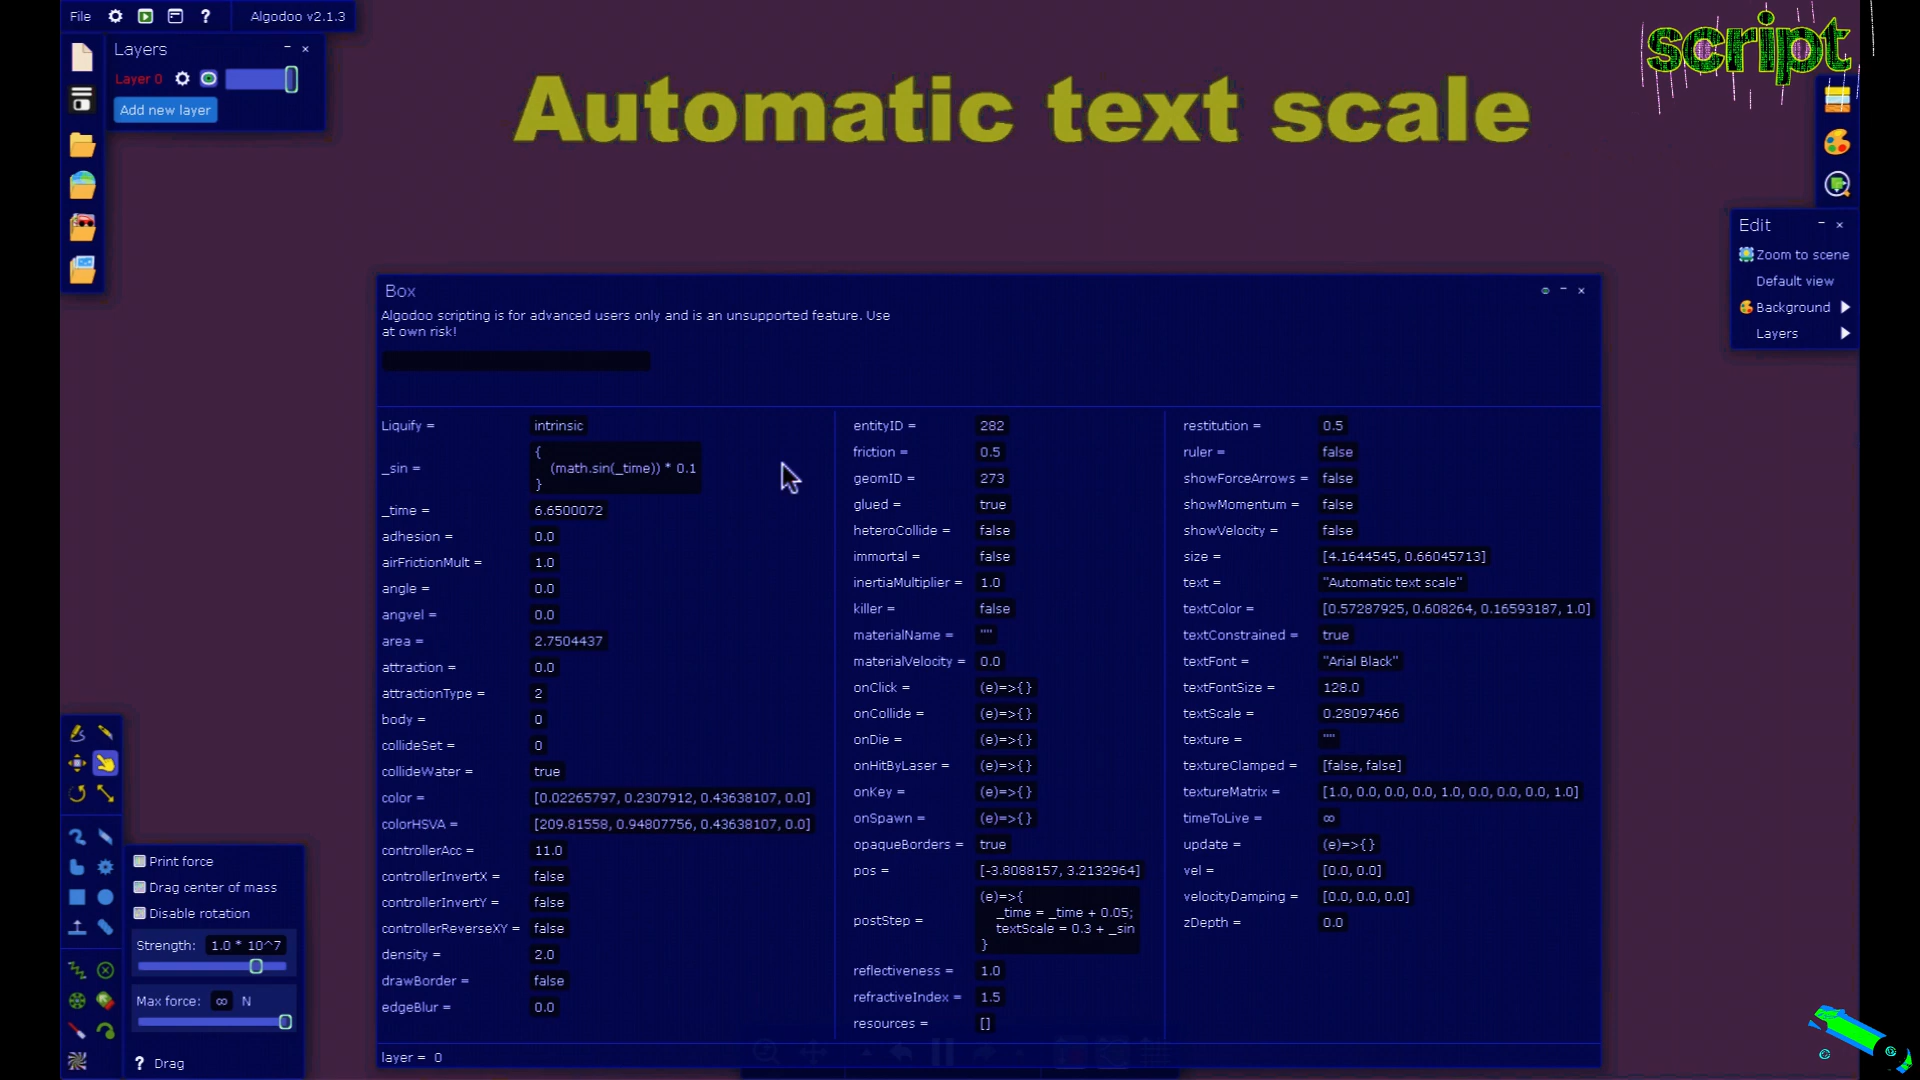 File ? Algodoo v2.1.3
script
Layers
Layer 0
Add new layer
Automatic text scale
Edit
Zoom to scene
Default view
Background
Layers
Box
Algodoo scripting is for advanced users only and is an unsupported feature. Use
at own risk!
Liquify = intrinsic
_sin = {
(math.sin(_time)) * 0.1
}
_time = 6.6500072
adhesion = 0.0
airFrictionMult = 1.0
angle = 0.0
angvel = 0.0
area = 2.7504437
attraction = 0.0
attractionType = 2
body = 0
collideSet = 0
collideWater = true
color = [0.02265797, 0.2307912, 0.43638107, 0.0]
colorHSVA = [209.81558, 0.94807756, 0.43638107, 0.0]
controllerAcc = 11.0
controllerInvertX = false
controllerInvertY = false
controllerReverseXY = false
density = 2.0
drawBorder = false
edgeBlur = 0.0
entityID = 282
friction = 0.5
geomID = 273
glued = true
heteroCollide = false
immortal = false
inertiaMultiplier = 1.0
killer = false
materialName = ""
materialVelocity = 0.0
onClick = (e)=>{}
onCollide = (e)=>{}
onDie = (e)=>{}
onHitByLaser = (e)=>{}
onKey = (e)=>{}
onSpawn = (e)=>{}
opaqueBorders = true
pos = [-3.8088157, 3.2132964]
postStep = (e)=>{
_time = _time + 0.05;
textScale = 0.3 + _sin
}
reflectiveness = 1.0
refractiveIndex = 1.5
resources = []
restitution = 0.5
ruler = false
showForceArrows = false
showMomentum = false
showVelocity = false
size = [4.1644545, 0.66045713]
text = "Automatic text scale"
textColor = [0.57287925, 0.608264, 0.16593187, 1.0]
textConstrained = true
textFont = "Arial Black"
textFontSize = 128.0
textScale = 0.28097466
texture = ""
textureClamped = [false, false]
textureMatrix = [1.0, 0.0, 0.0, 0.0, 1.0, 0.0, 0.0, 0.0, 1.0]
timeToLive = ∞
update = (e)=>{}
vel = [0.0, 0.0]
velocityDamping = [0.0, 0.0, 0.0]
zDepth = 0.0
layer = 0
Print force
Drag center of mass
Disable rotation
Strength: 1.0 * 10^7
Max force: ∞ N
? Drag